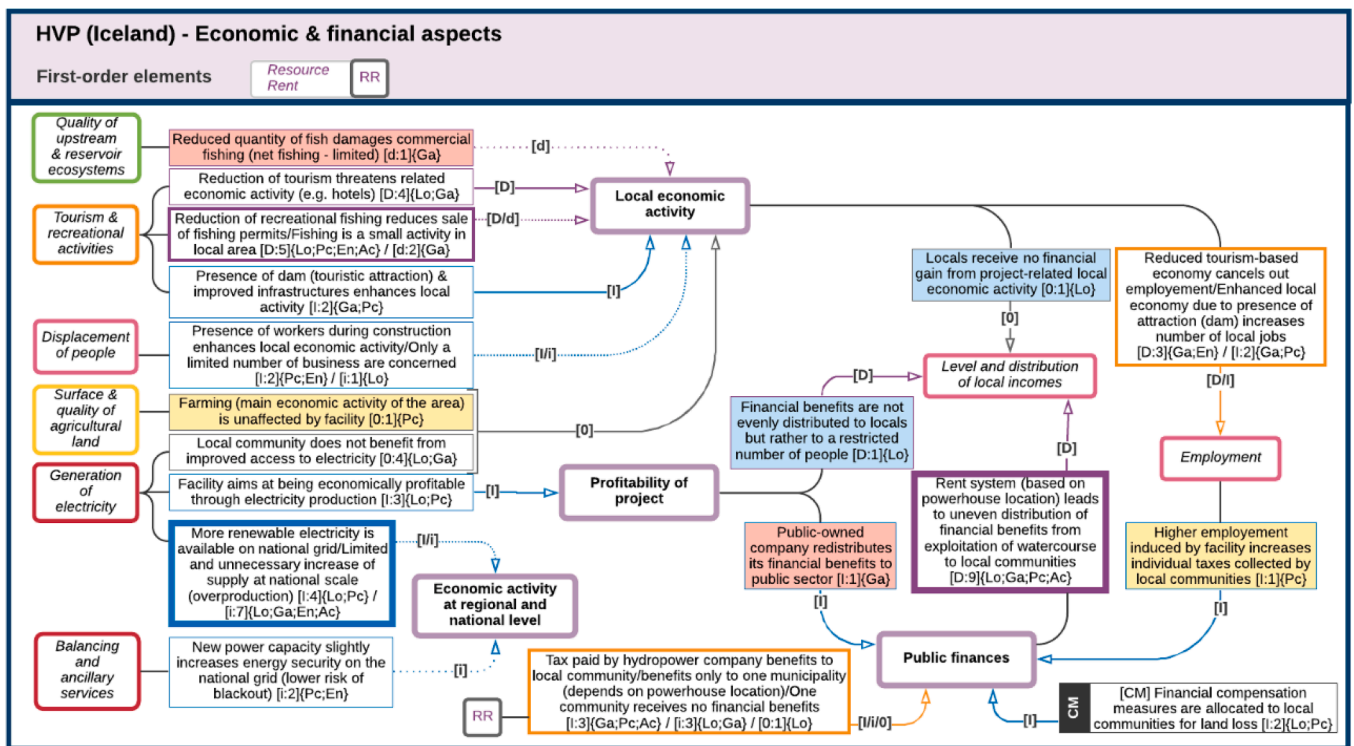 HVP (Iceland) - Economic & financial aspects
First-order elements
Resource
Rent
RR
Quality of
upstream
& reservoir
ecosystems
Reduced quantity of fish damages commercial
fishing (net fishing - limited) [d:1]{Ga}
[d]
Tourism &
recreational
activities
Reduction of tourism threatens related
economic activity (e.g. hotels) [D:4]{Lo;Ga}
[D]
Reduction of recreational fishing reduces sale
of fishing permits/Fishing is a small activity in
local area [D:5]{Lo;Pc;En;Ac} / [d:2]{Ga}
[D/d]
Presence of dam (touristic attraction) &
improved infrastructures enhances local
activity [I:2]{Ga;Pc}
[I]
Local economic
activity
Displacement
of people
Presence of workers during construction
enhances local economic activity/Only a
limited number of business are concerned
[I:2]{Pc;En} / [i:1]{Lo}
[I/i]
Surface &
quality of
agricultural
land
Farming (main economic activity of the area)
is unaffected by facility [0:1]{Pc}
[0]
Generation
of
electricity
Local community does not benefit from
improved access to electricity [0:4]{Lo;Ga}
Facility aims at being economically profitable
through electricity production [I:3]{Lo;Pc}
[I]
Profitability of
project
More renewable electricity is
available on national grid/Limited
and unnecessary increase of
supply at national scale
(overproduction) [I:4]{Lo;Pc} /
[i:7]{Lo;Ga;En;Ac}
[I/i]
Economic activity
at regional and
national level
Balancing
and
ancillary
services
New power capacity slightly
increases energy security on the
national grid (lower risk of
blackout) [i:2]{Pc;En}
[i]
Locals receive no financial
gain from project-related local
economic activity [0:1]{Lo}
[0]
Reduced tourism-based
economy cancels out
employment/Enhanced local
economy due to presence of
attraction (dam) increases
number of local jobs
[D:3]{Ga;En} / [I:2]{Ga;Pc}
[D/I]
Level and distribution
of local incomes
[D]
Financial benefits are not
evenly distributed to locals
but rather to a restricted
number of people [D:1]{Lo}
[D]
Employment
Rent system (based on
powerhouse location) leads
to uneven distribution of
financial benefits from
exploitation of watercourse
to local communities
[D:9]{Lo;Ga;Pc;Ac}
Public-owned
company redistributes
its financial benefits to
public sector [I:1]{Ga}
[I]
Higher employement
induced by facility increases
individual taxes collected by
local communities [I:1]{Pc}
[I]
Public finances
RR
Tax paid by hydropower company benefits to
local community/benefits only to one municipality
(depends on powerhouse location)/One
community receives no financial benefits
[I:3]{Ga;Pc;Ac} / [i:3]{Lo;Ga} / [0:1]{Lo}
[I/i/0]
[I]
CM
[CM] Financial compensation
measures are allocated to local
communities for land loss [I:2]{Lo;Pc}